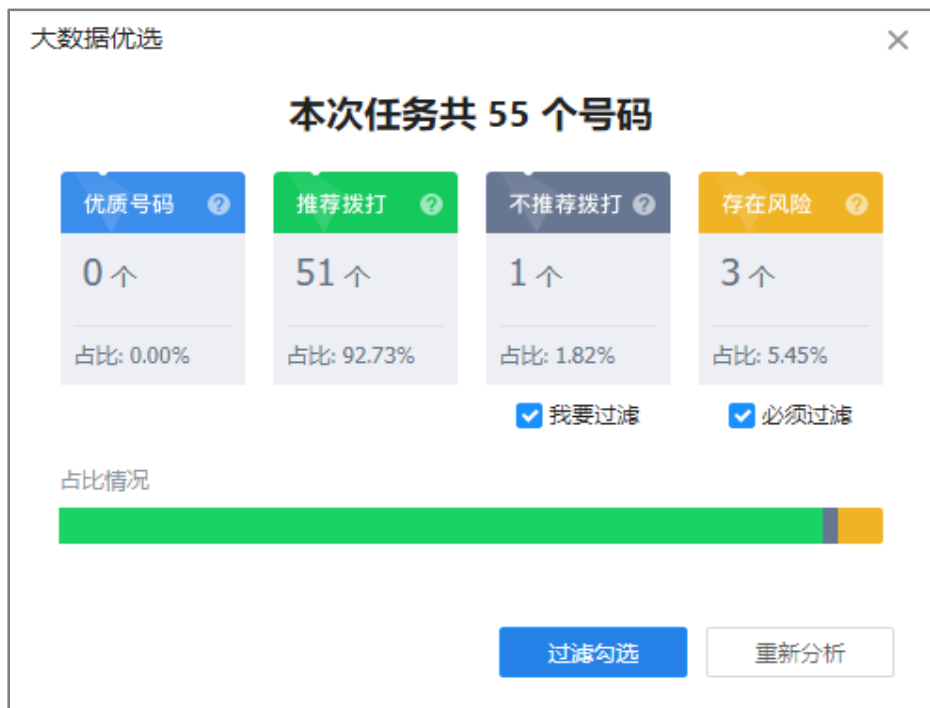 大数据优选
本次任务共 55 个号码
优质号码 ?
推荐拨打 ?
不推荐拨打 ?
存在风险 ?
0 个
51 个
1 个
3 个
占比: 0.00%
占比: 92.73%
占比: 1.82%
占比: 5.45%
我要过滤
必须过滤
占比情况
过滤勾选
重新分析